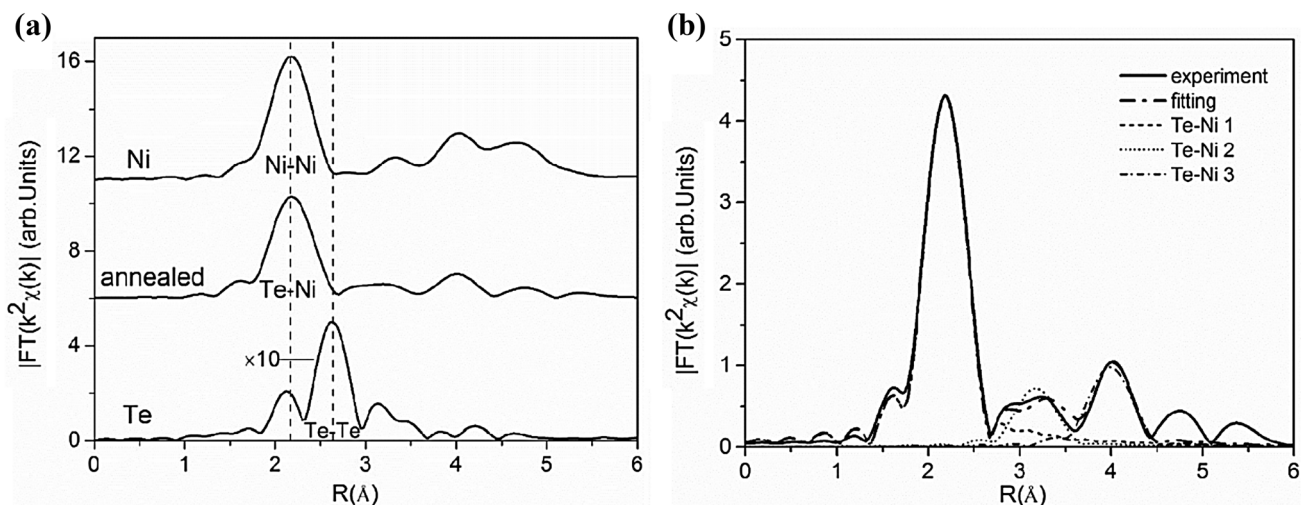 (a)
16
12
8
4
0
|FT(k²χ(k)| (arb.Units)
Ni
Ni-Ni
annealed
Te-Ni
×10
Te
Te-Te
0 1 2 3 4 5 6
R(Å)
(b)
5
4
3
2
1
0
|FT(k²χ(k)| (arb.Units)
experiment
fitting
Te-Ni 1
Te-Ni 2
Te-Ni 3
0 1 2 3 4 5 6
R(Å)